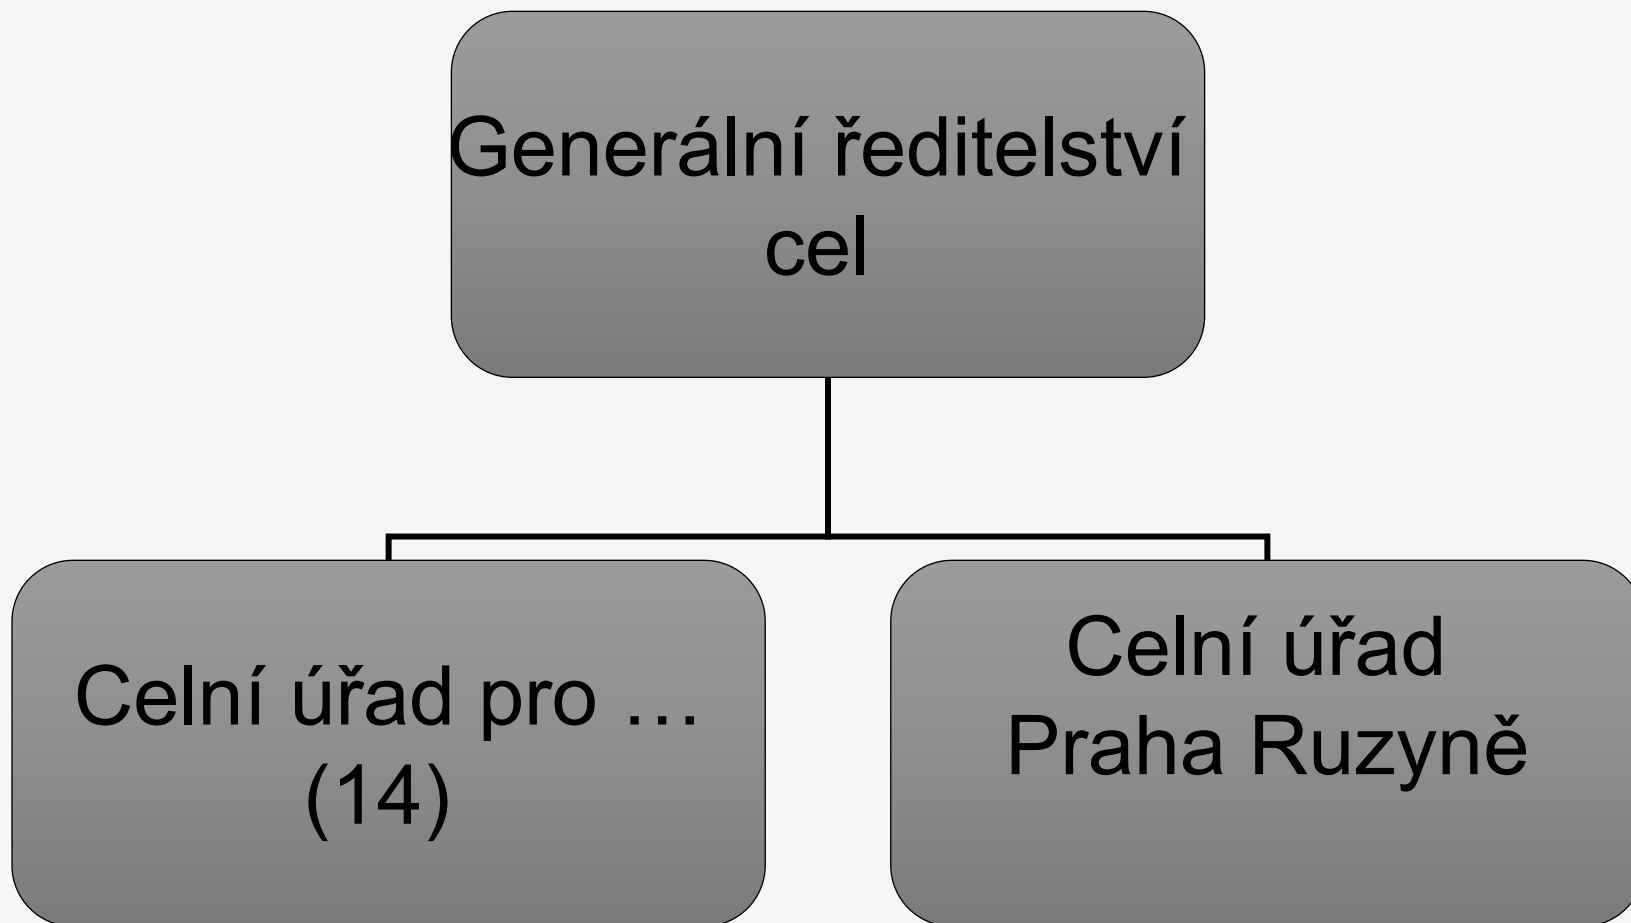 Generální ředitelství
cel
Celní úřad pro …
(14)
Celní úřad
Praha Ruzyně